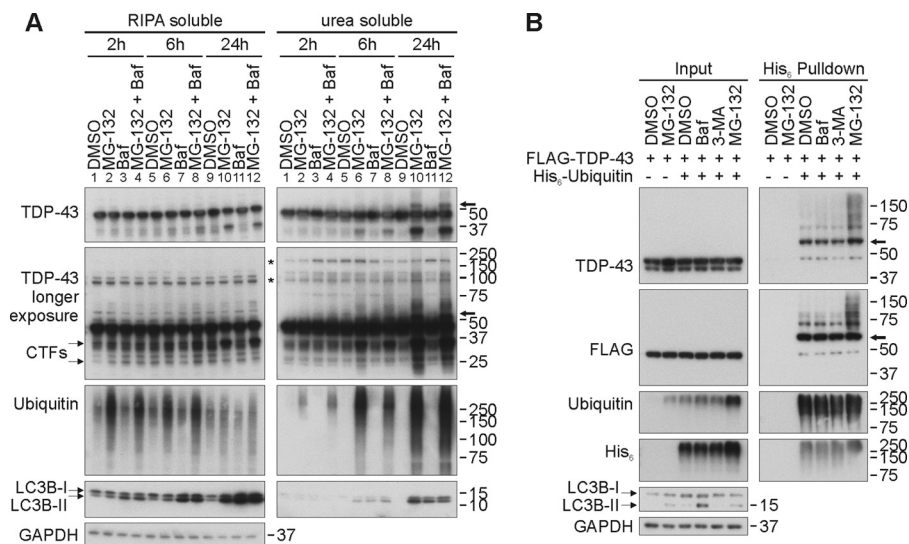 A
RIPA soluble
urea soluble
2h 6h 24h 2h 6h 24h
DMSO MG-132 Baf MG-132 + Baf DMSO MG-132 Baf MG-132 + Baf DMSO MG-132 Baf MG-132 + Baf
DMSO MG-132 Baf MG-132 + Baf DMSO MG-132 Baf MG-132 + Baf DMSO MG-132 Baf MG-132 + Baf
1 2 3 4 5 6 7 8 9 10 11 12
1 2 3 4 5 6 7 8 9 10 11 12
TDP-43
50
37
TDP-43
longer
exposure
CTFs
*
*
250
150
100
75
50
37
25
Ubiquitin
250
150
100
75
LC3B-I
LC3B-II
15
10
GAPDH
-37
B
Input
His6 Pulldown
DMSO MG-132 DMSO Baf 3-MA MG-132
DMSO MG-132 DMSO Baf 3-MA MG-132
FLAG-TDP-43 + + + + + + + + + + + +
His6-Ubiquitin - - + + + + - - + + + +
TDP-43
150
75
50
37
FLAG
150
75
50
37
Ubiquitin
250
150
75
His6
250
150
75
LC3B-I
LC3B-II
-15
GAPDH
-37